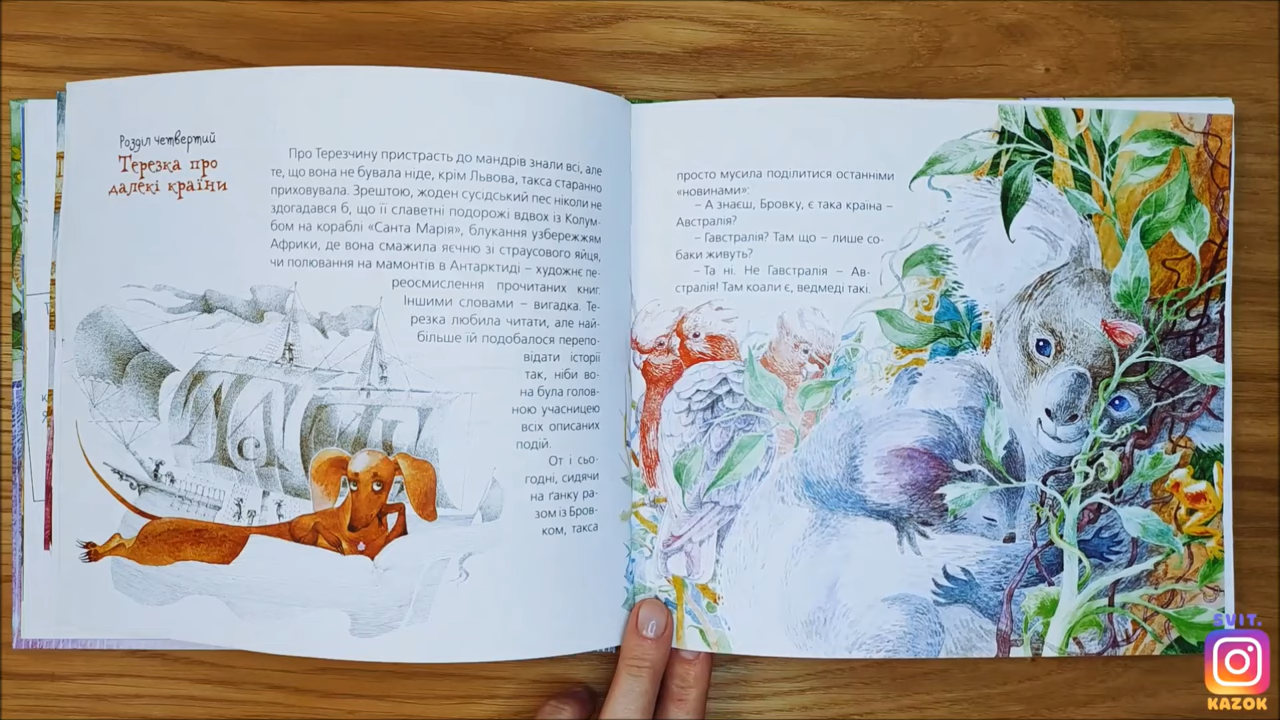 Розділ четвертий
Терезка про
далекі країни
Про Терезчину пристрасть до мандрів знали всі, але
те, що вона не бувала ніде, крім Львова, такса старанно
приховувала. Зрештою, жоден сусідський пес ніколи не
здогадався б, що її славетні подорожі вдвох із Колум-
бом на кораблі «Санта Марія», блукання узбережжям
Африки, де вона смажила яєчню зі страусового яйця,
чи полювання на мамонтів в Антарктиді – художнє пе-
реосмислення прочитаних книг.
Іншими словами – вигадка. Те-
резка любила читати, але най-
більше їй подобалося перепо-
відати історії
так, ніби во-
на була голов-
ною учасницею
всіх описаних
подій.
От і сьо-
годні, сидячи
на ґанку ра-
зом із Бров-
ком, такса
просто мусила поділитися останніми
«новинами»:
– А знаєш, Бровку, є така країна –
Австралія?
– Гавстралія? Там що – лише со-
баки живуть?
– Та ні. Не Гавстралія – Ав-
стралія! Там коали є, ведмеді такі.
SVIT.
KAZOK